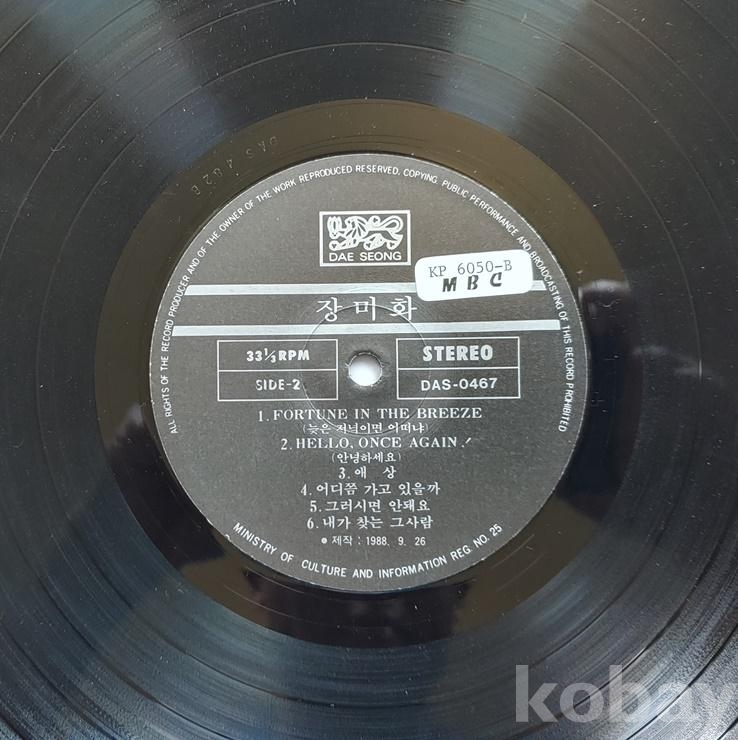 ALL RIGHTS OF THE RECORD PRODUCER AND OF THE OWNER OF THE WORK REPRODUCED RESERVED. COPYING, PUBLIC PERFORMANCE AND BROADCASTING OF THIS RECORD PROHIBITED
DAE SEONG
KP 6050-B
MBC
장미화
33⅓RPM
STEREO
SIDE-2
DAS-0467
1. FORTUNE IN THE BREEZE
(늦은 저녁이면 어떠냐)
2. HELLO, ONCE AGAIN
(안녕하세요)
3. 애 상
4. 어디쯤 가고 있을까
5. 그러시면 안돼요
6. 내가 찾는 그사람
● 제작 : 1988. 9. 26
MINISTRY OF CULTURE AND INFORMATION REG. NO. 25
kobay